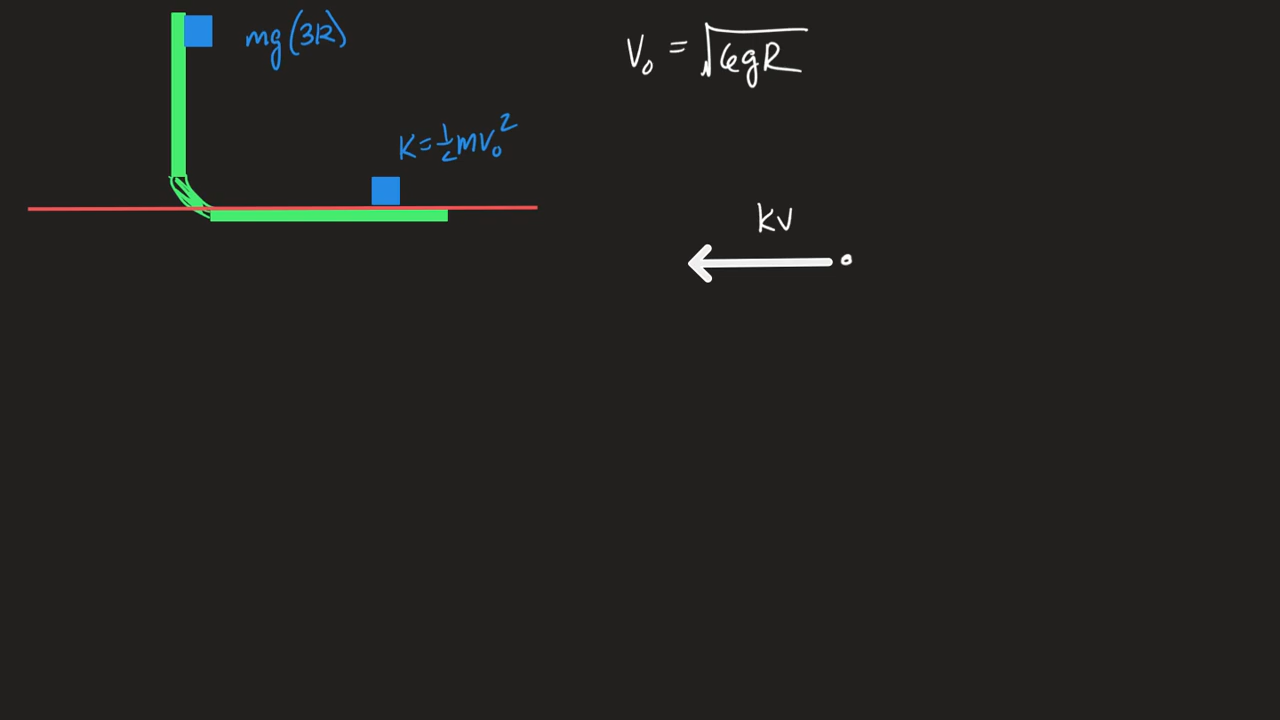 mg(3R)
V₀ = √6gR
K = ½mv₀²
kv